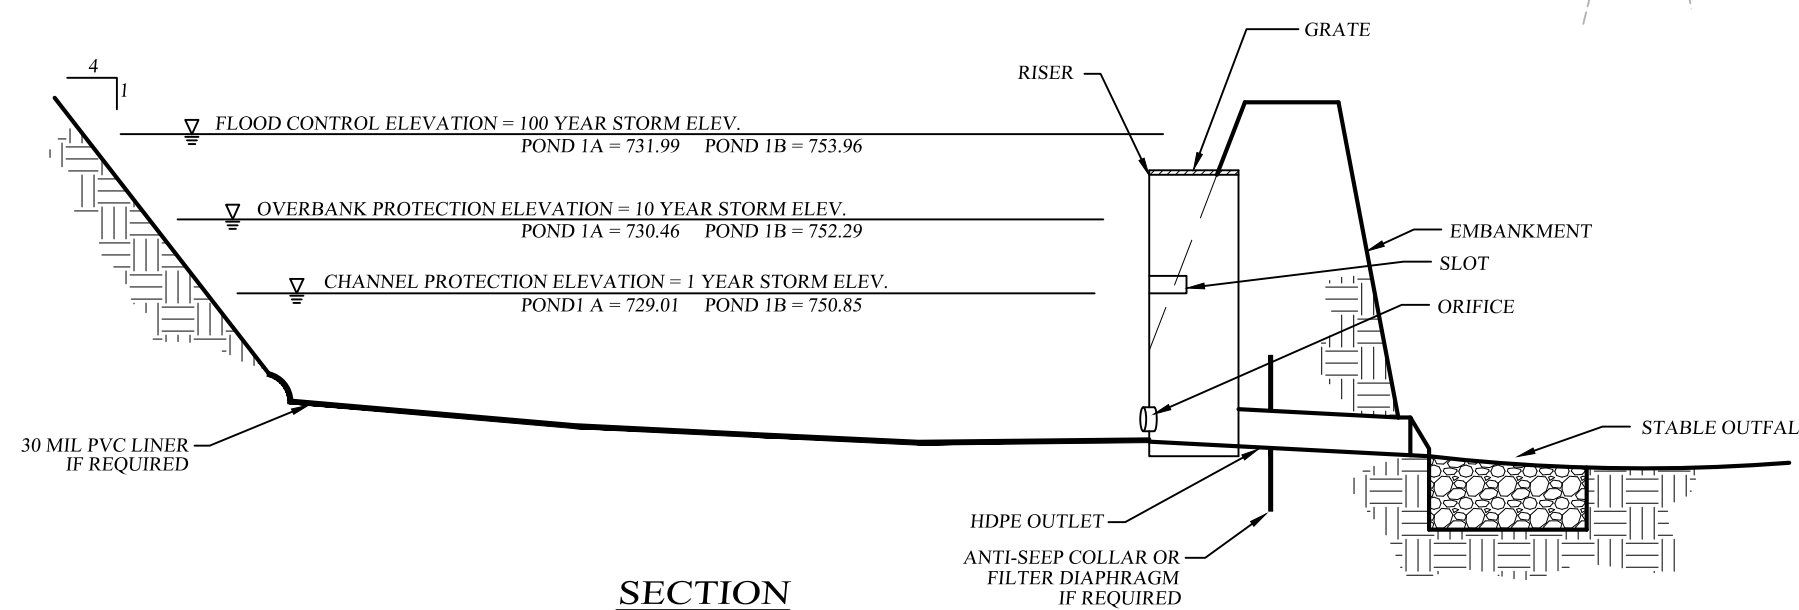 GRATE
4
1
RISER
FLOOD CONTROL ELEVATION = 100 YEAR STORM ELEV.
POND 1A = 731.99 POND 1B = 753.96
OVERBANK PROTECTION ELEVATION = 10 YEAR STORM ELEV.
POND 1A = 730.46 POND 1B = 752.29
EMBANKMENT
SLOT
CHANNEL PROTECTION ELEVATION = 1 YEAR STORM ELEV.
POND1 A = 729.01 POND 1B = 750.85
ORIFICE
30 MIL PVC LINER
IF REQUIRED
STABLE OUTFAL
HDPE OUTLET
ANTI-SEEP COLLAR OR
FILTER DIAPHRAGM
IF REQUIRED
SECTION